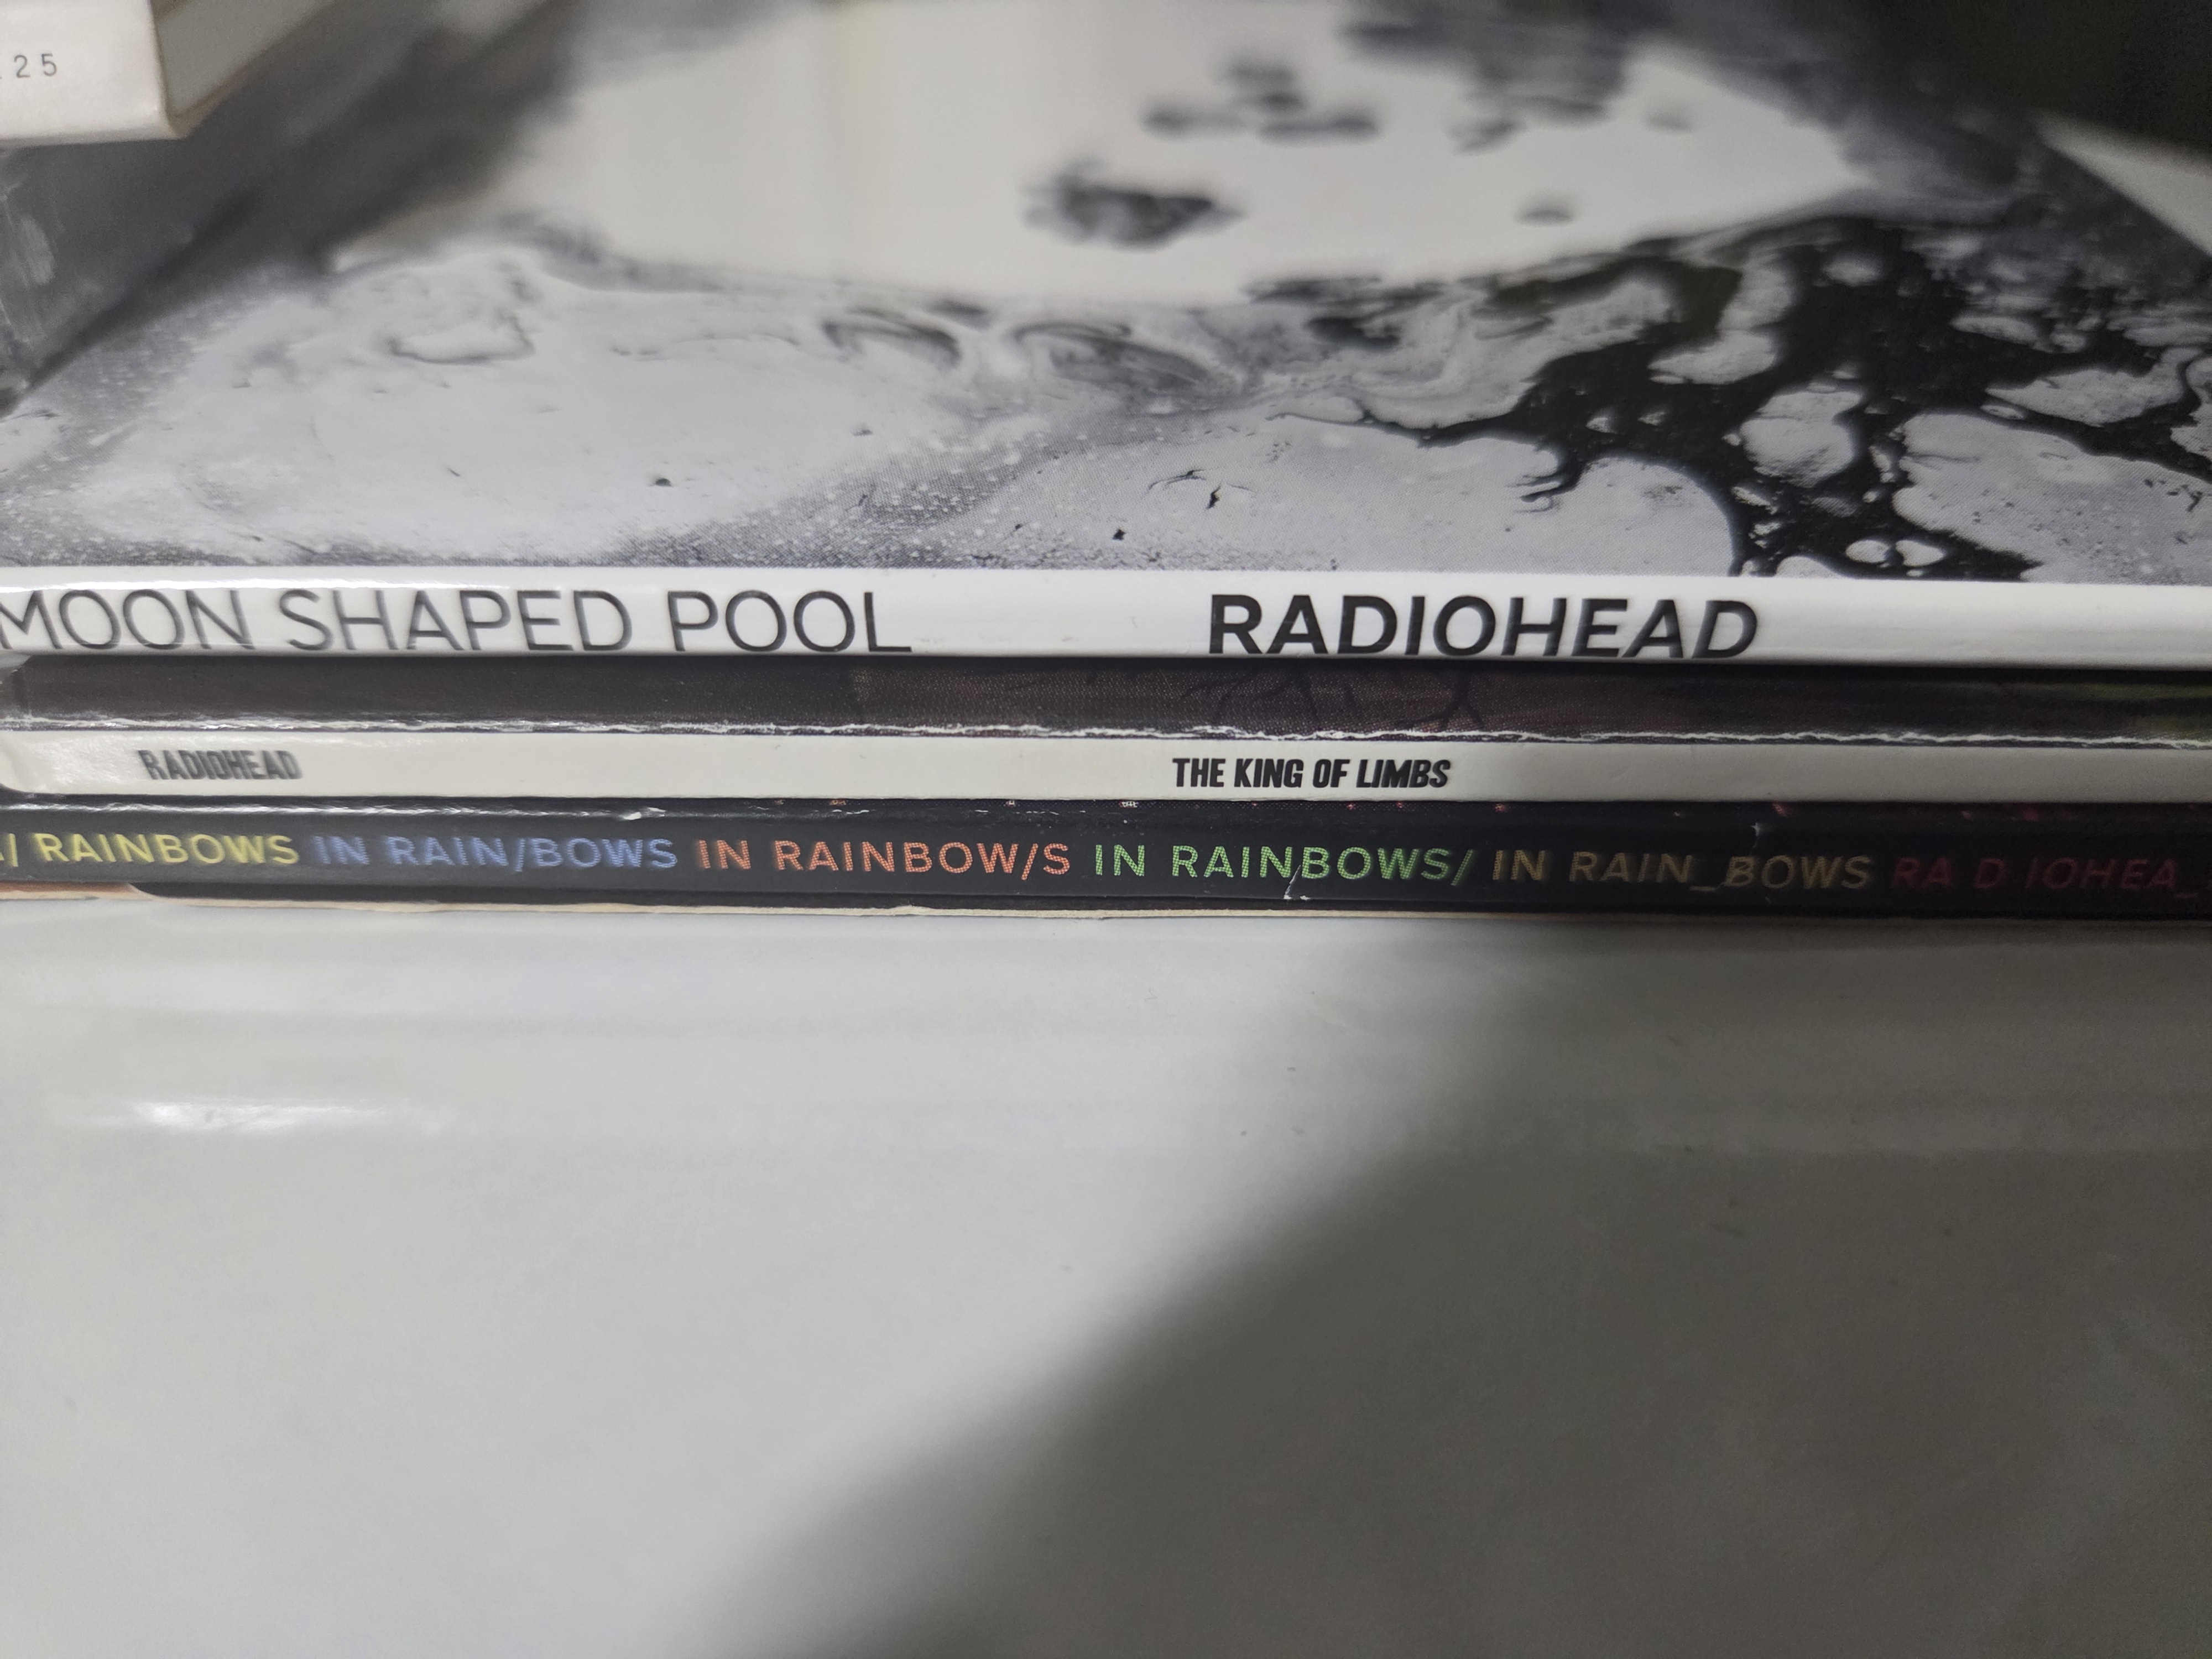 25
MOON SHAPED POOL RADIOHEAD
RADIOHEAD THE KING OF LIMBS
/ RAINBOWS IN RAIN/BOWS IN RAINBOW/S IN RAINBOWS/ IN RAIN_BOWS RA D IOHEA_